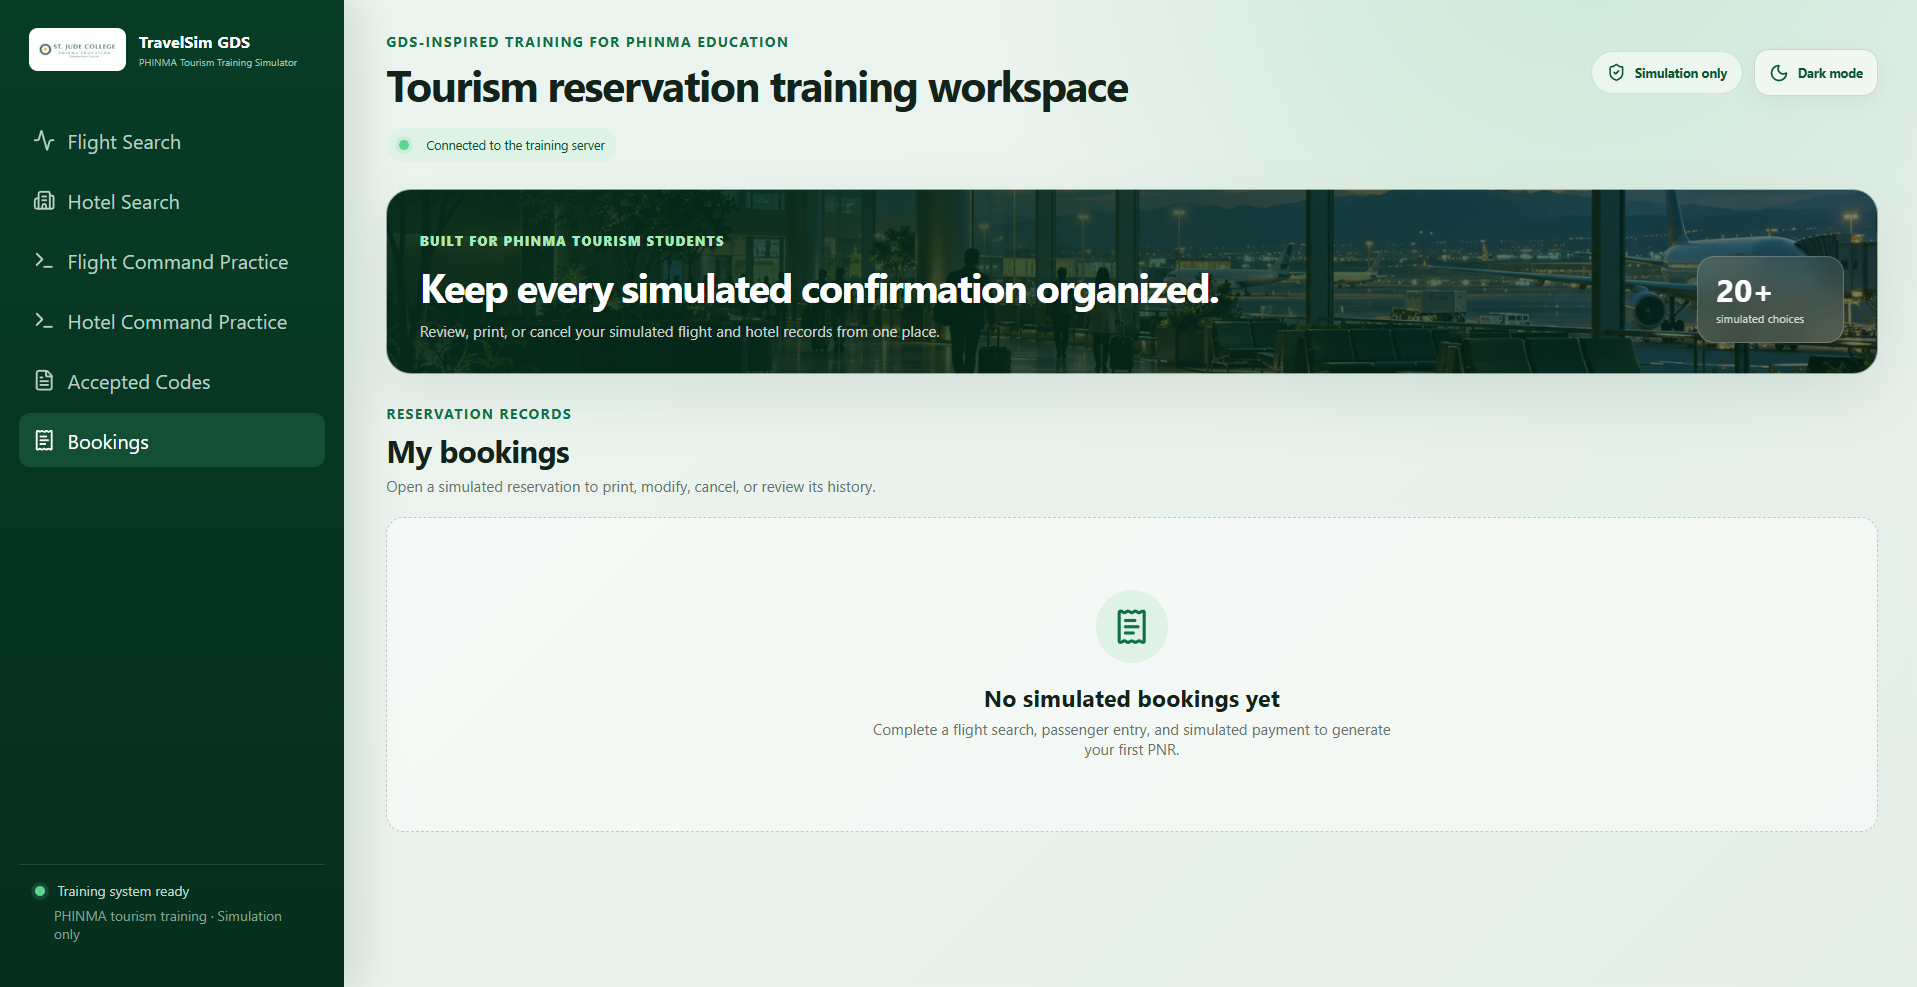 ST. JUDE COLLEGE
PHINMA EDUCATION
TravelSim GDS
PHINMA Tourism Training Simulator
Flight Search
Hotel Search
Flight Command Practice
Hotel Command Practice
Accepted Codes
Bookings
Training system ready
PHINMA tourism training · Simulation
only
GDS-INSPIRED TRAINING FOR PHINMA EDUCATION
Tourism reservation training workspace
Connected to the training server
Simulation only
Dark mode
BUILT FOR PHINMA TOURISM STUDENTS
Keep every simulated confirmation organized.
Review, print, or cancel your simulated flight and hotel records from one place.
20+
simulated choices
RESERVATION RECORDS
My bookings
Open a simulated reservation to print, modify, cancel, or review its history.
No simulated bookings yet
Complete a flight search, passenger entry, and simulated payment to generate
your first PNR.